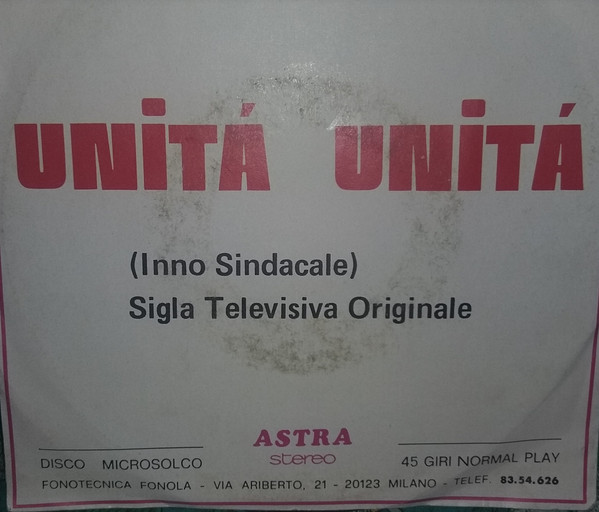 UNITÁ UNITÁ
(Inno Sindacale)
Sigla Televisiva Originale
ASTRA
stereo
DISCO MICROSOLCO
45 GIRI NORMAL PLAY
FONOTECNICA FONOLA - VIA ARIBERTO, 21 - 20123 MILANO - TELEF. 83.54.626